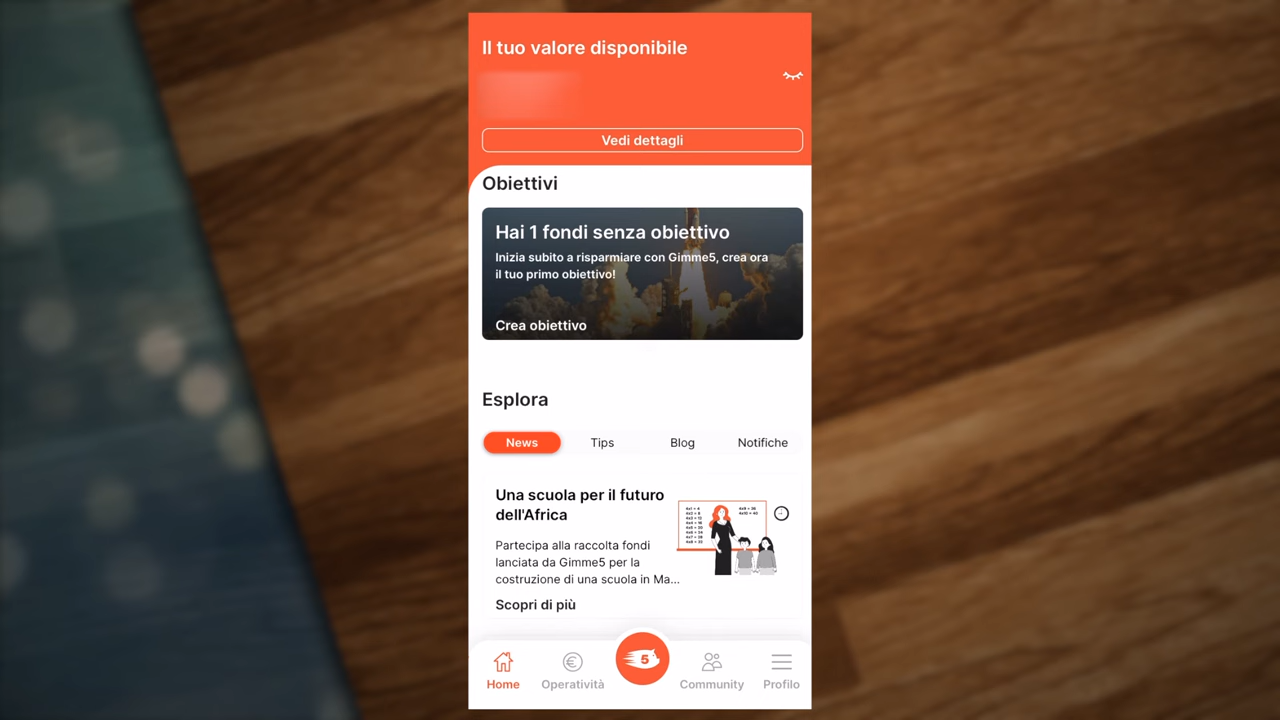 Il tuo valore disponibile
Vedi dettagli
Obiettivi
Hai 1 fondi senza obiettivo
Inizia subito a risparmiare con Gimme5, crea ora
il tuo primo obiettivo!
Crea obiettivo
Esplora
News Tips Blog Notifiche
Una scuola per il futuro
dell'Africa
Partecipa alla raccolta fondi
lanciata da Gimme5 per la
costruzione di una scuola in Ma...
Scopri di più
5
Home Operatività Community Profilo